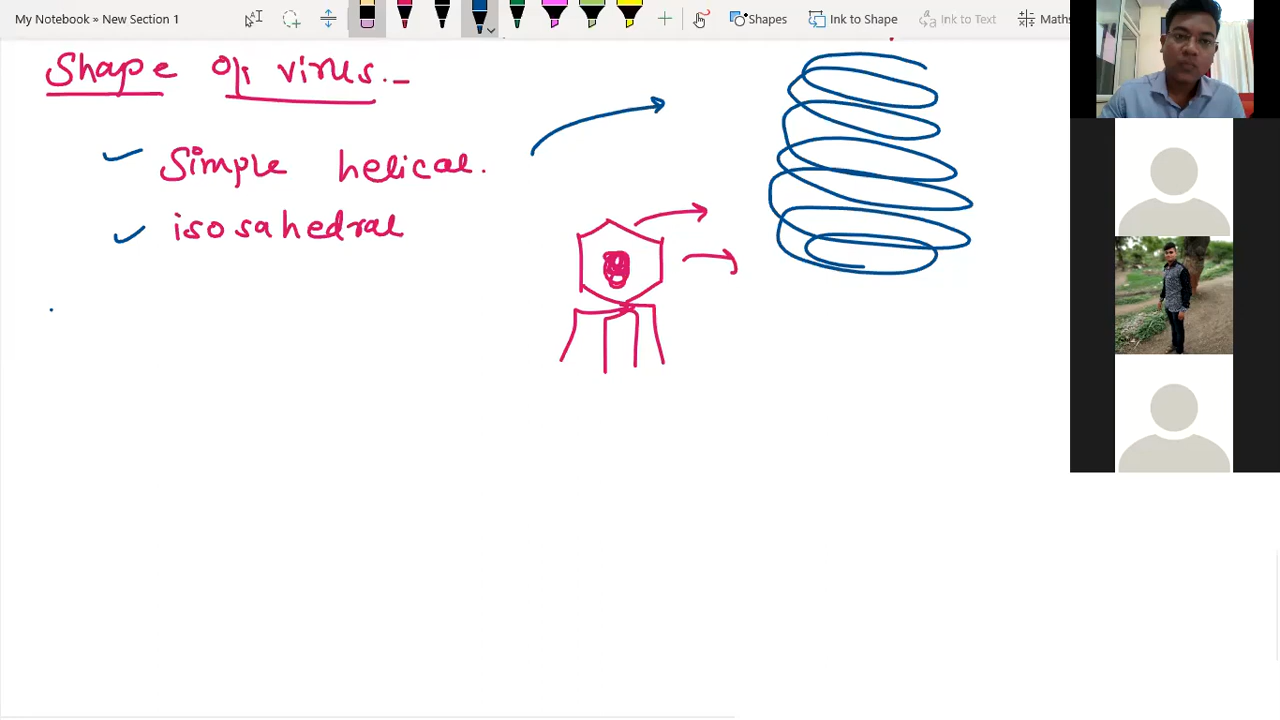 My Notebook » New Section 1
Shapes
Ink to Shape
Ink to Text
Maths
Shape of virus._
Simple helical.
isosahedral